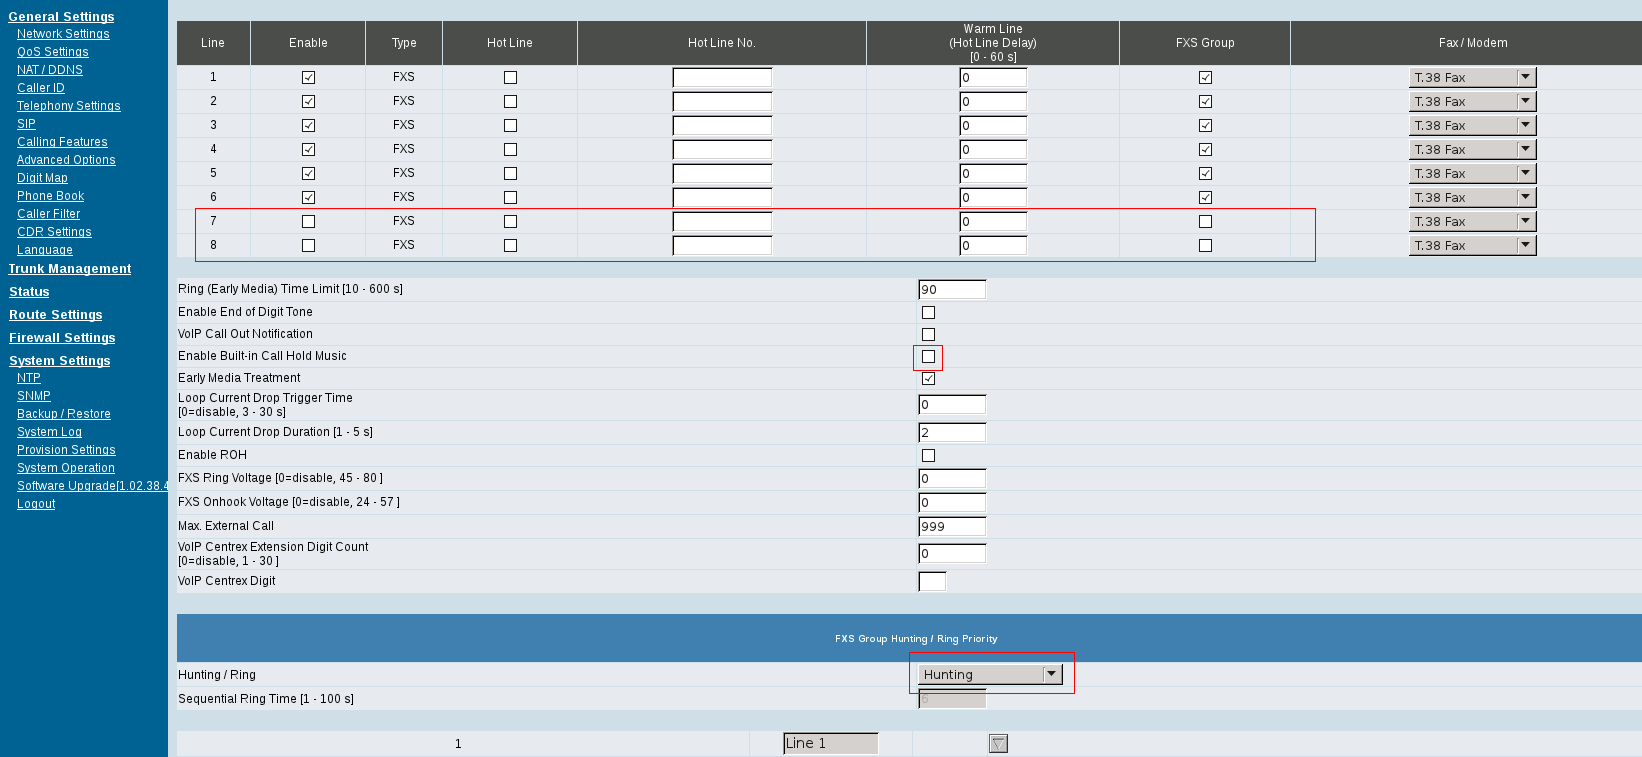 General Settings
Network Settings
QoS Settings
NAT / DDNS
Caller ID
Telephony Settings
SIP
Calling Features
Advanced Options
Digit Map
Phone Book
Caller Filter
CDR Settings
Language
Trunk Management
Status
Route Settings
Firewall Settings
System Settings
NTP
SNMP
Backup / Restore
System Log
Provision Settings
System Operation
Software Upgrade[1.02.38.4
Logout
Line Enable Type Hot Line Hot Line No. Warm Line (Hot Line Delay) [0 - 60 s] FXS Group Fax / Modem
1 FXS 0 T.38 Fax
2 FXS 0 T.38 Fax
3 FXS 0 T.38 Fax
4 FXS 0 T.38 Fax
5 FXS 0 T.38 Fax
6 FXS 0 T.38 Fax
7 FXS 0 T.38 Fax
8 FXS 0 T.38 Fax
Ring (Early Media) Time Limit [10 - 600 s] 90
Enable End of Digit Tone
VoIP Call Out Notification
Enable Built-in Call Hold Music
Early Media Treatment
Loop Current Drop Trigger Time
[0=disable, 3 - 30 s] 0
Loop Current Drop Duration [1 - 5 s] 2
Enable ROH
FXS Ring Voltage [0=disable, 45 - 80 ] 0
FXS Onhook Voltage [0=disable, 24 - 57 ] 0
Max. External Call 999
VoIP Centrex Extension Digit Count
[0=disable, 1 - 30 ] 0
VoIP Centrex Digit
FXS Group Hunting / Ring Priority
Hunting / Ring Hunting
Sequential Ring Time [1 - 100 s]
1 Line 1